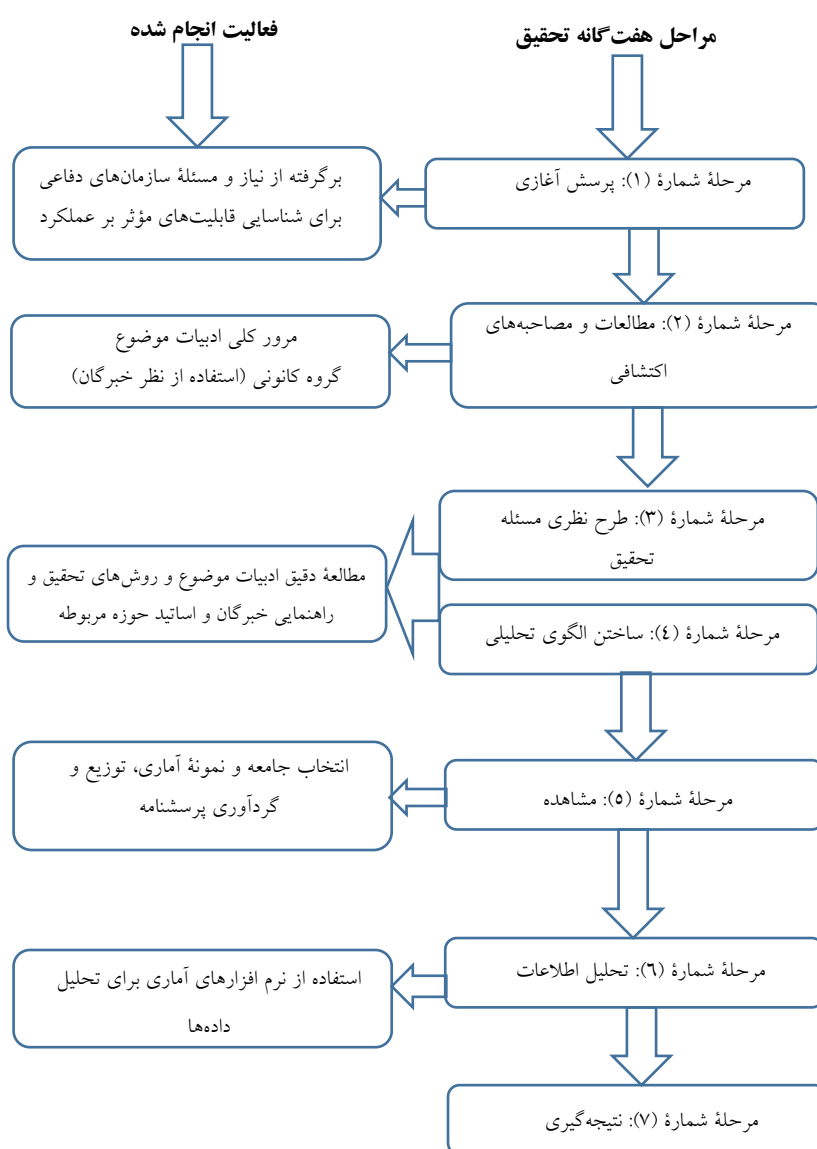 مراحل هفت‌گانه تحقیق
فعالیت انجام شده
مرحلهٔ شمارهٔ (۱): پرسش آغازی
برگرفته از نیاز و مسئلهٔ سازمان‌های دفاعی
برای شناسایی قابلیت‌های مؤثر بر عملکرد
مرحلهٔ شمارهٔ (۲): مطالعات و مصاحبه‌های
اکتشافی
مرور کلی ادبیات موضوع
گروه کانونی (استفاده از نظر خبرگان)
مرحلهٔ شمارهٔ (۳): طرح نظری مسئله
تحقیق
مرحلهٔ شمارهٔ (٤): ساختن الگوی تحلیلی
مطالعهٔ دقیق ادبیات موضوع و روش‌های تحقیق و
راهنمایی خبرگان و اساتید حوزه مربوطه
مرحلهٔ شمارهٔ (٥): مشاهده
انتخاب جامعه و نمونهٔ آماری، توزیع و
گردآوری پرسشنامه
مرحلهٔ شمارهٔ (٦): تحلیل اطلاعات
استفاده از نرم افزارهای آماری برای تحلیل
داده‌ها
مرحلهٔ شمارهٔ (۷): نتیجه‌گیری